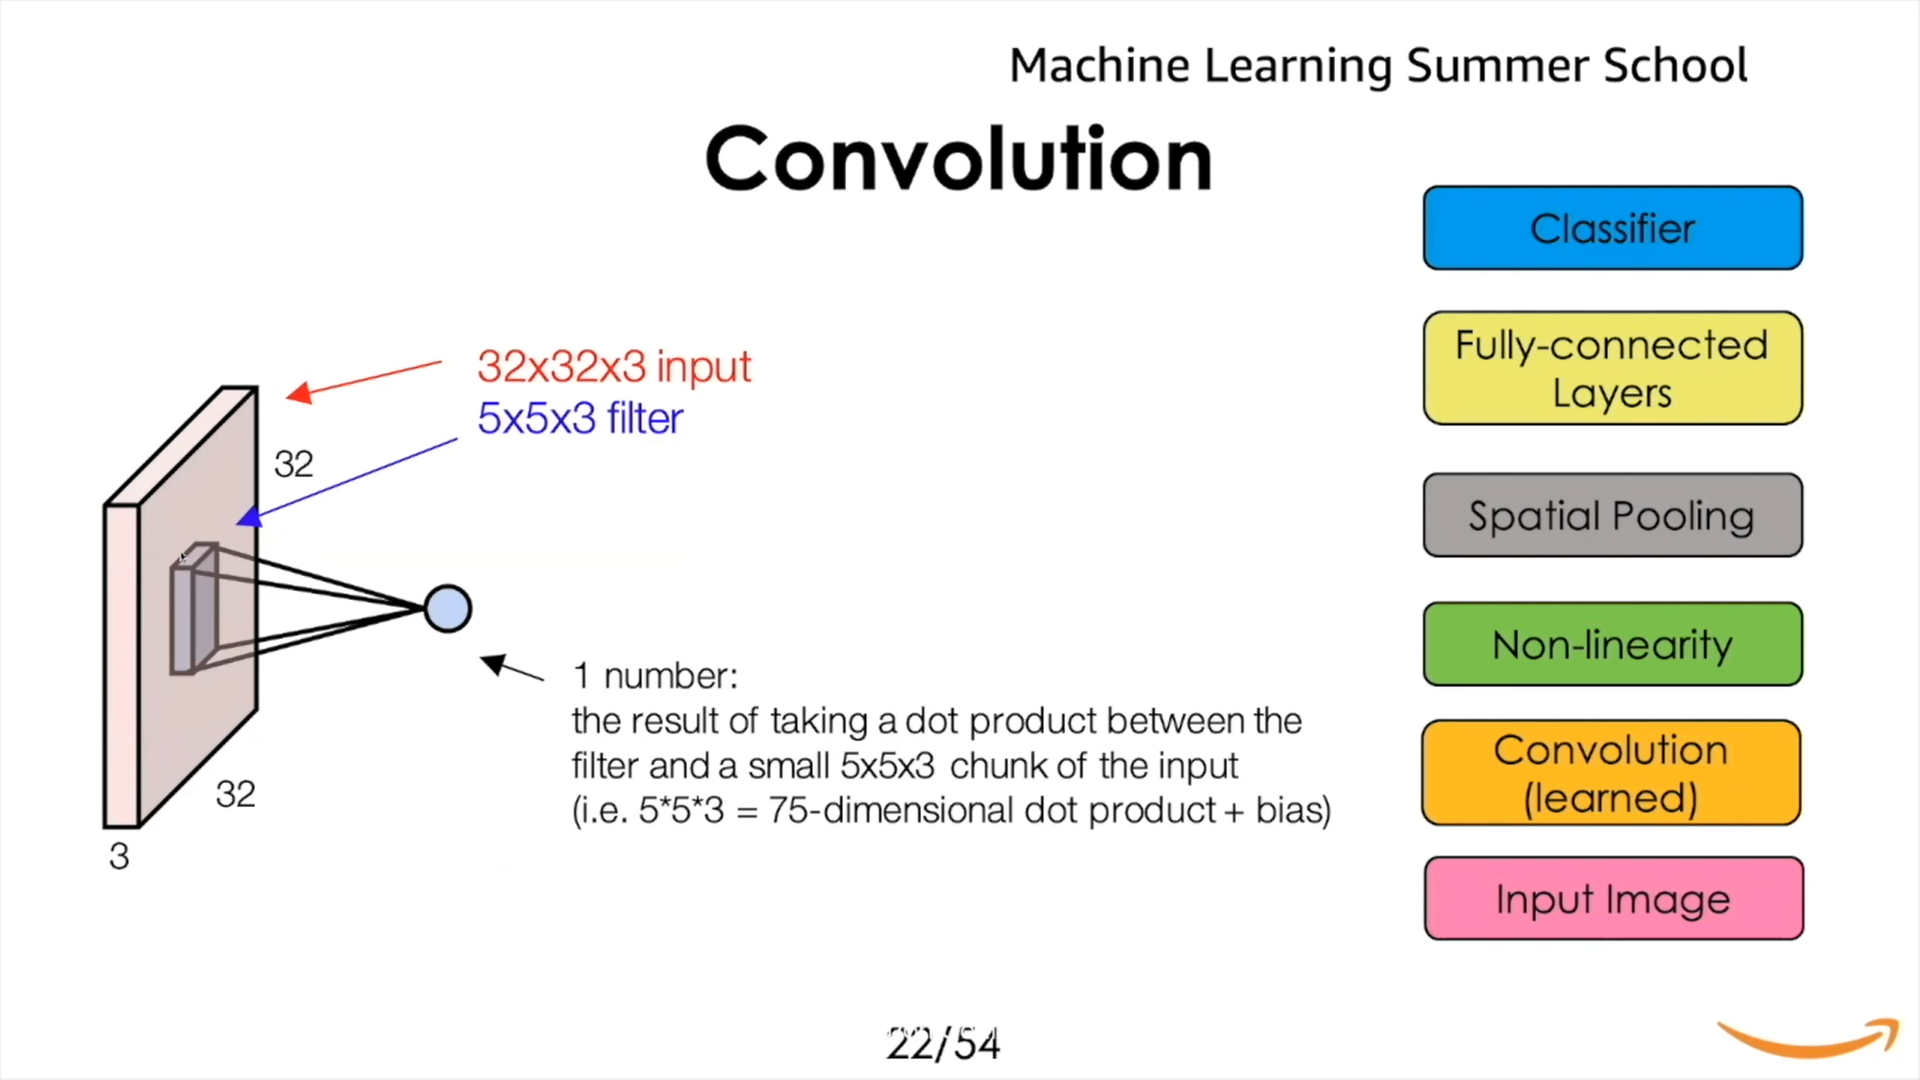 Machine Learning Summer School
Convolution
32x32x3 input
5x5x3 filter
32
32
3
1 number:
the result of taking a dot product between the
filter and a small 5x5x3 chunk of the input
(i.e. 5*5*3 = 75-dimensional dot product + bias)
Classifier
Fully-connected
Layers
Spatial Pooling
Non-linearity
Convolution
(learned)
Input Image
22/54